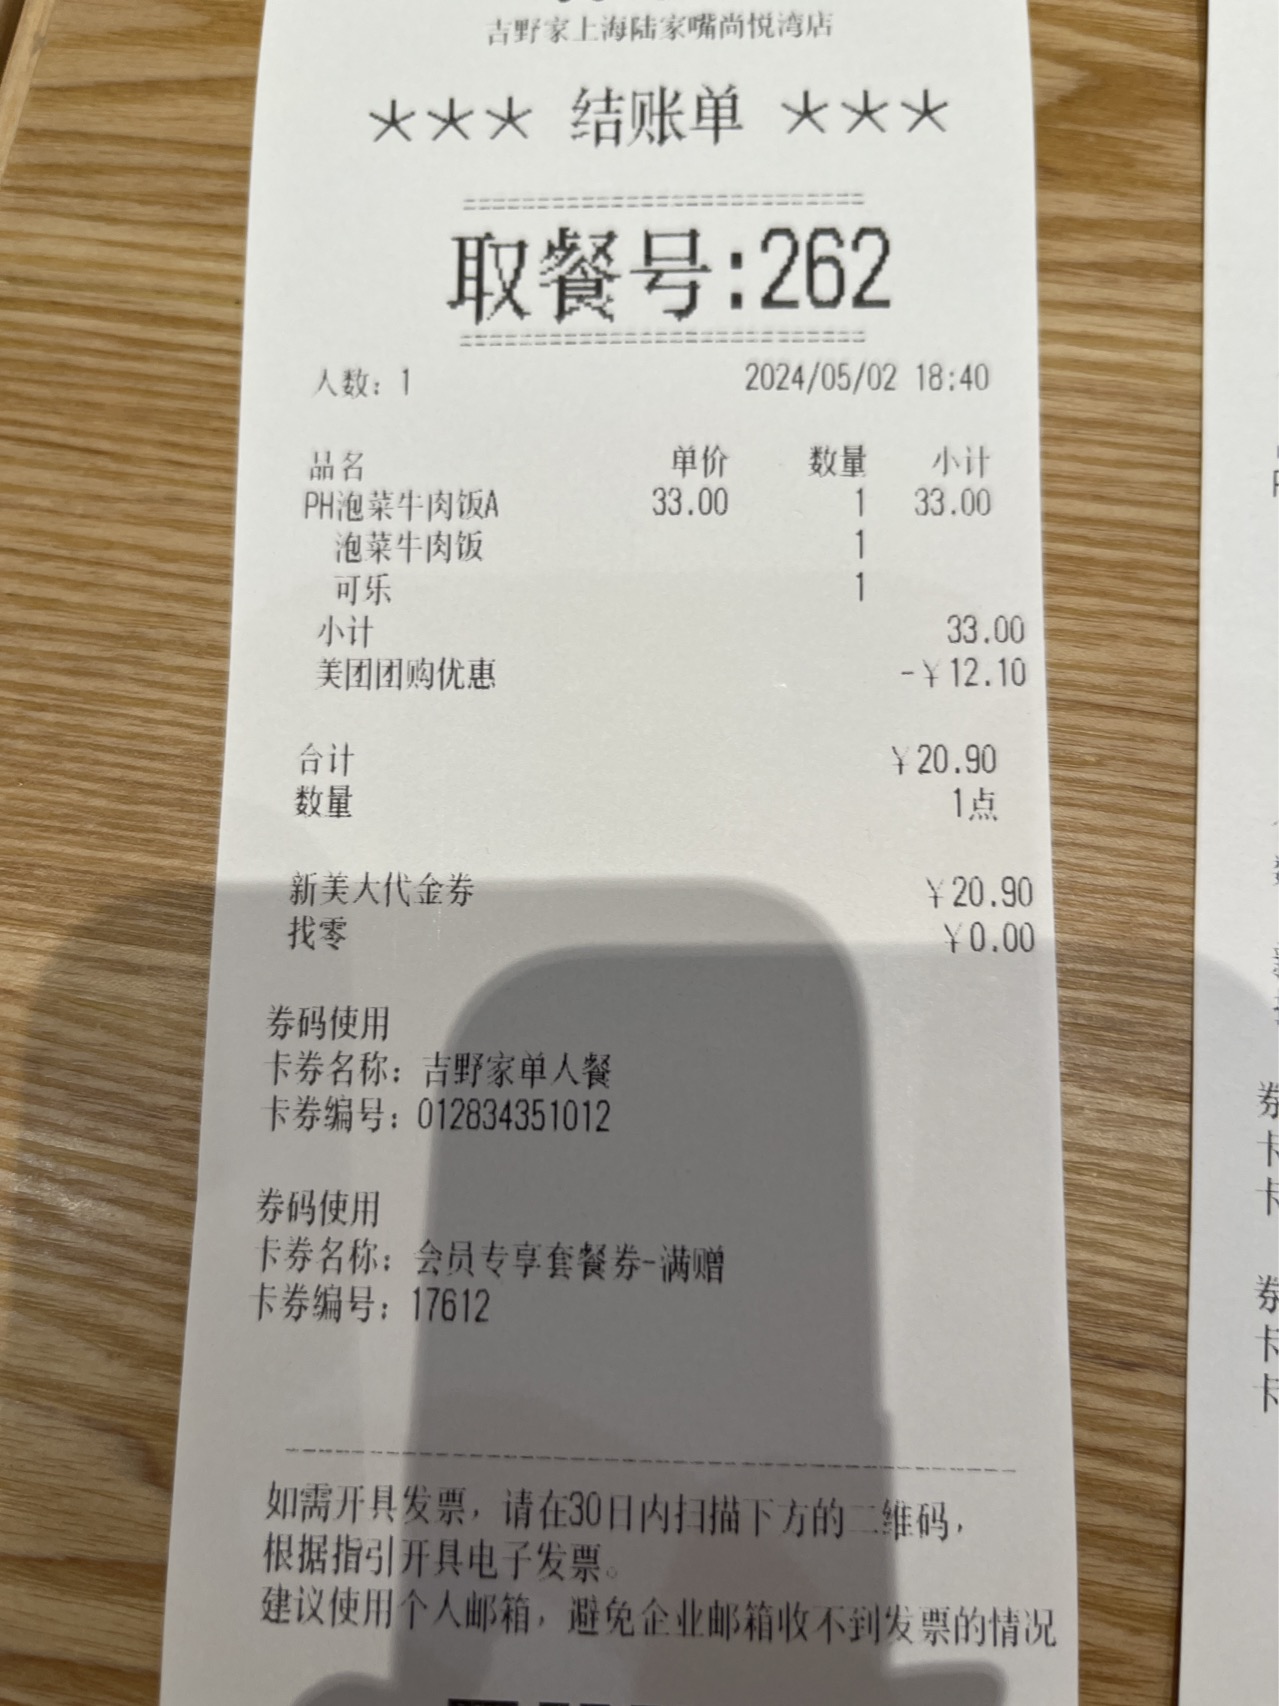 吉野家上海陆家嘴尚悦湾店
*** 结账单 ***
取餐号:262
人数: 1 2024/05/02 18:40
品名 单价 数量 小计
PH泡菜牛肉饭A 33.00 1 33.00
泡菜牛肉饭 1
可乐 1
小计 33.00
美团团购优惠 -¥12.10
合计 ¥20.90
数量 1点
新美大代金券 ¥20.90
找零 ¥0.00
券码使用
卡券名称: 吉野家单人餐
卡券编号: 012834351012
券码使用
卡券名称: 会员专享套餐券-满赠
卡券编号: 17612
如需开具发票, 请在30日内扫描下方的二维码,
根据指引开具电子发票。
建议使用个人邮箱, 避免企业邮箱收不到发票的情况
券
卡
卡
券
卡
卡